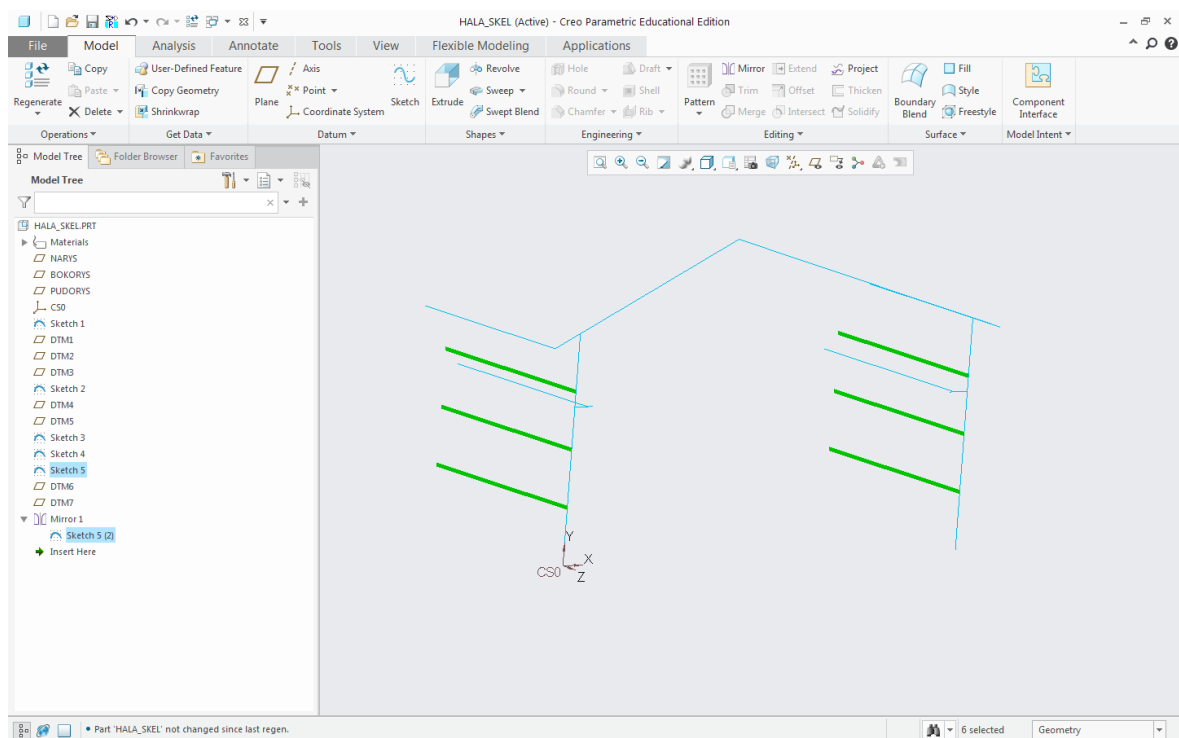 HALA_SKEL (Active) - Creo Parametric Educational Edition
File Model Analysis Annotate Tools View Flexible Modeling Applications
Regenerate
Copy
Paste
Delete
User-Defined Feature
Copy Geometry
Shrinkwrap
Plane
Axis
Point
Coordinate System
Sketch
Extrude
Revolve
Sweep
Swept Blend
Hole
Draft
Round
Shell
Chamfer
Rib
Pattern
Mirror
Extend
Project
Trim
Offset
Thicken
Merge
Intersect
Solidify
Boundary
Blend
Fill
Style
Freestyle
Component
Interface
Operations Get Data Datum Shapes Engineering Editing Surface Model Intent
Model Tree Folder Browser Favorites
Model Tree
HALA_SKEL.PRT
Materials
NARYS
BOKORYS
PUDORYS
CS0
Sketch 1
DTM1
DTM2
DTM3
Sketch 2
DTM4
DTM5
Sketch 3
Sketch 4
Sketch 5
DTM6
DTM7
Mirror 1
Sketch 5 (2)
Insert Here
Y
X
CS0
Z
• Part 'HALA_SKEL' not changed since last regen.
6 selected
Geometry